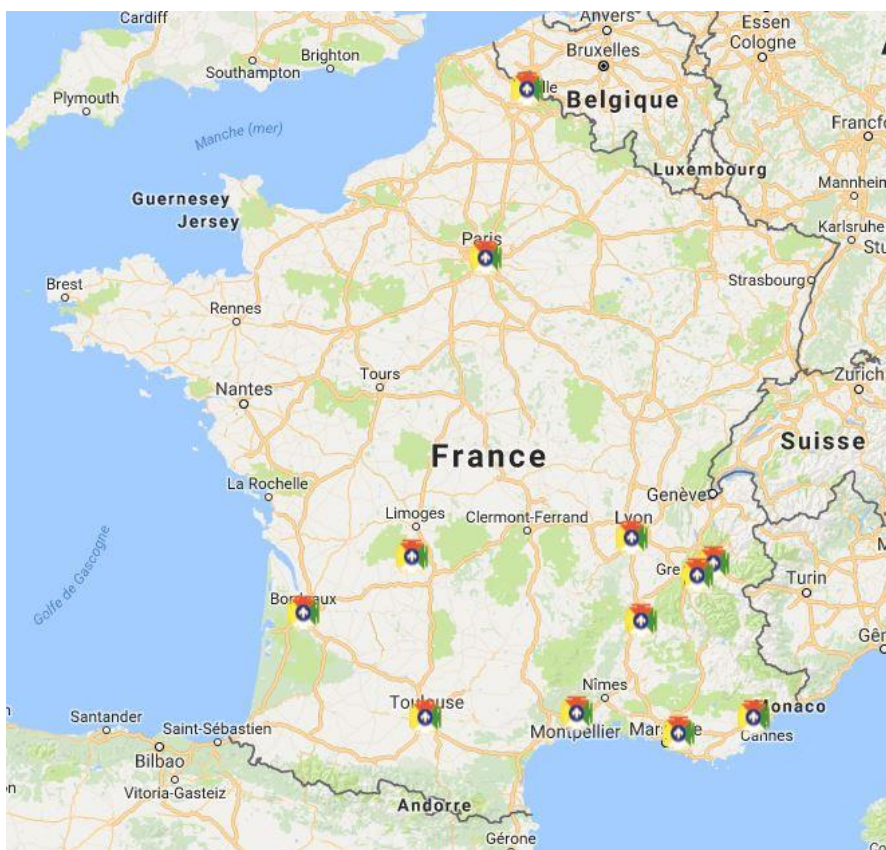 Cardiff
Anvers
Essen
Cologne
Bruxelles
Brighton
Southampton
Plymouth
Belgique
Manche (mer)
Luxembourg
Mannheim
Guernesey
Jersey
Karlsruhe
Paris
Strasbourg
Brest
Rennes
Tours
Zurich
Nantes
Suisse
France
La Rochelle
Genève
Limoges
Clermont-Ferrand
Lyon
Golfe de Gascogne
Gre
Turin
Nîmes
Monaco
Santander
Saint-Sébastien
Montpellier
Cannes
Bilbao
Vitoria-Gasteiz
Andorre
Gérone